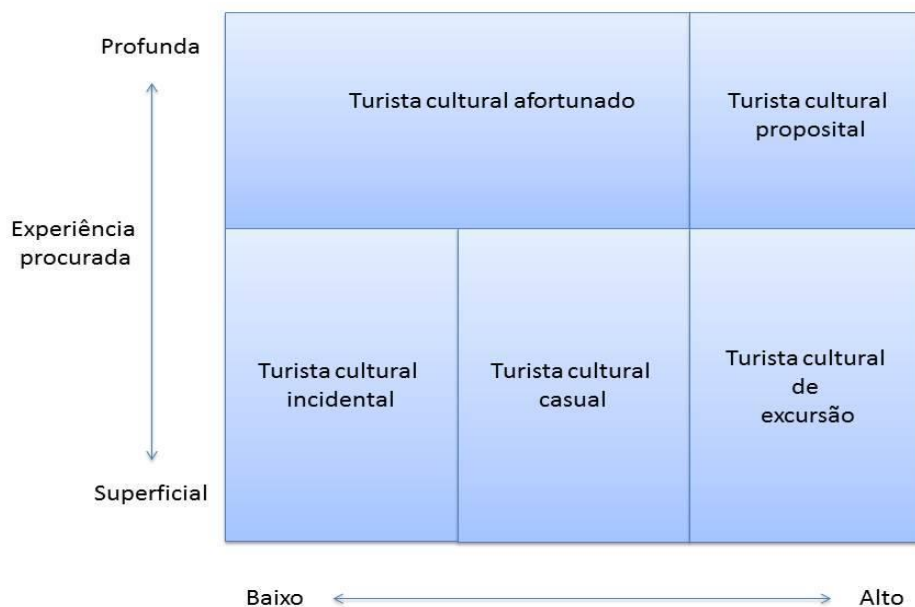 Profunda
Turista cultural afortunado
Turista cultural
proposital
Experiência
procurada
Turista cultural
incidental
Turista cultural
casual
Turista cultural
de
excursão
Superficial
Baixo
Alto